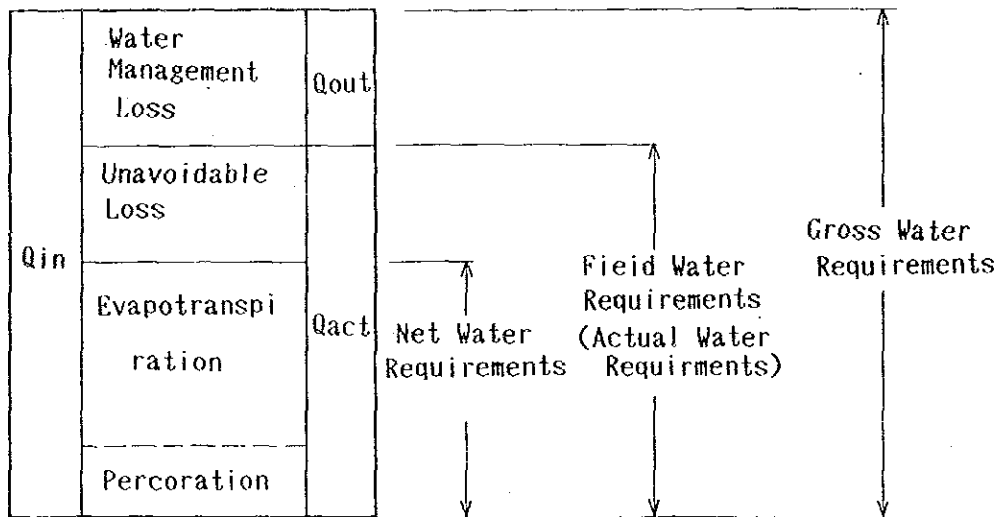 Qin
Water
Management
Loss
Unavoidable
Loss
Evapotranspi
ration
Percoration
Qout
Qact
Net Water
Requirements
Fieid Water
Requirements
(Actual Water
Requirments)
Gross Water
Requirements